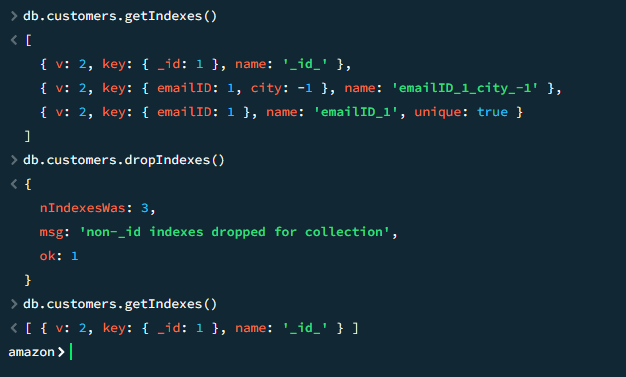 > db.customers.getIndexes()
< [
{ v: 2, key: { _id: 1 }, name: '_id_' },
{ v: 2, key: { emailID: 1, city: -1 }, name: 'emailID_1_city_-1' },
{ v: 2, key: { emailID: 1 }, name: 'emailID_1', unique: true }
]
> db.customers.dropIndexes()
< {
nIndexesWas: 3,
msg: 'non-_id indexes dropped for collection',
ok: 1
}
> db.customers.getIndexes()
< [ { v: 2, key: { _id: 1 }, name: '_id_' } ]
amazon>